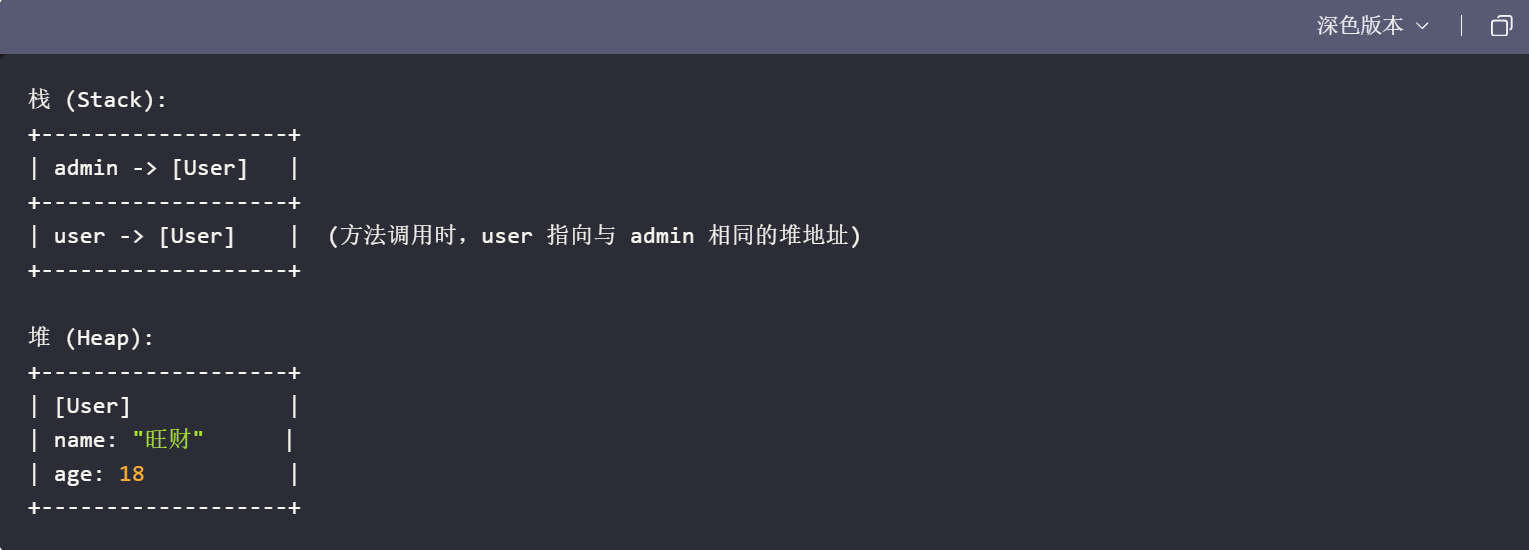 深色版本
栈 (Stack):
+-------------------+
| admin -> [User]   |
+-------------------+
| user -> [User]    |  (方法调用时，user 指向与 admin 相同的堆地址)
+-------------------+
堆 (Heap):
+-------------------+
| [User]            |
| name: "旺财"      |
| age: 18           |
+-------------------+